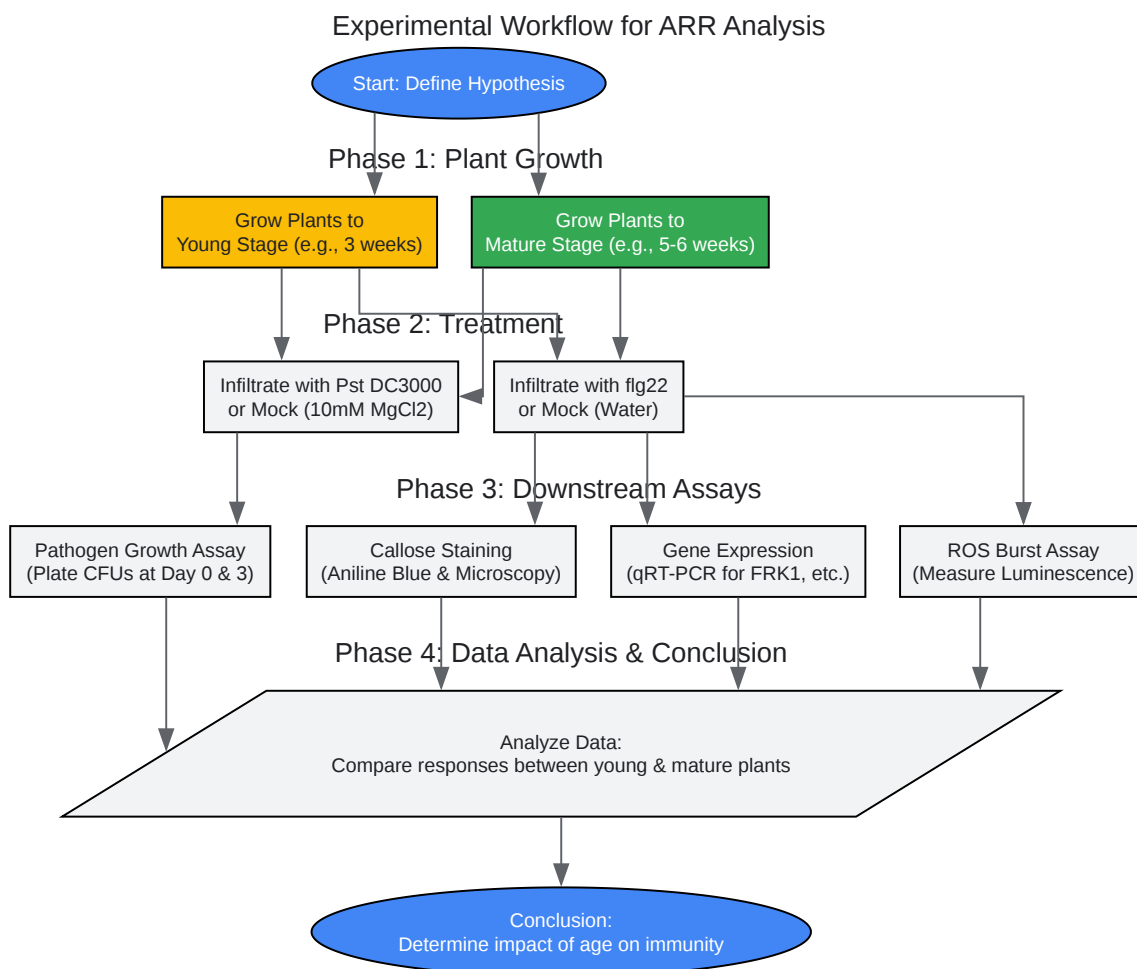 Experimental Workflow for ARR Analysis
Start: Define Hypothesis
Phase 1: Plant Growth
Grow Plants to
Young Stage (e.g., 3 weeks)
Grow Plants to
Mature Stage (e.g., 5-6 weeks)
Phase 2: Treatment
Infiltrate with Pst DC3000
or Mock (10mM MgCl2)
Infiltrate with flg22
or Mock (Water)
Phase 3: Downstream Assays
Pathogen Growth Assay
(Plate CFUs at Day 0 & 3)
Callose Staining
(Aniline Blue & Microscopy)
Gene Expression
(qRT-PCR for FRK1, etc.)
ROS Burst Assay
(Measure Luminescence)
Phase 4: Data Analysis & Conclusion
Analyze Data:
Compare responses between young & mature plants
Conclusion:
Determine impact of age on immunity